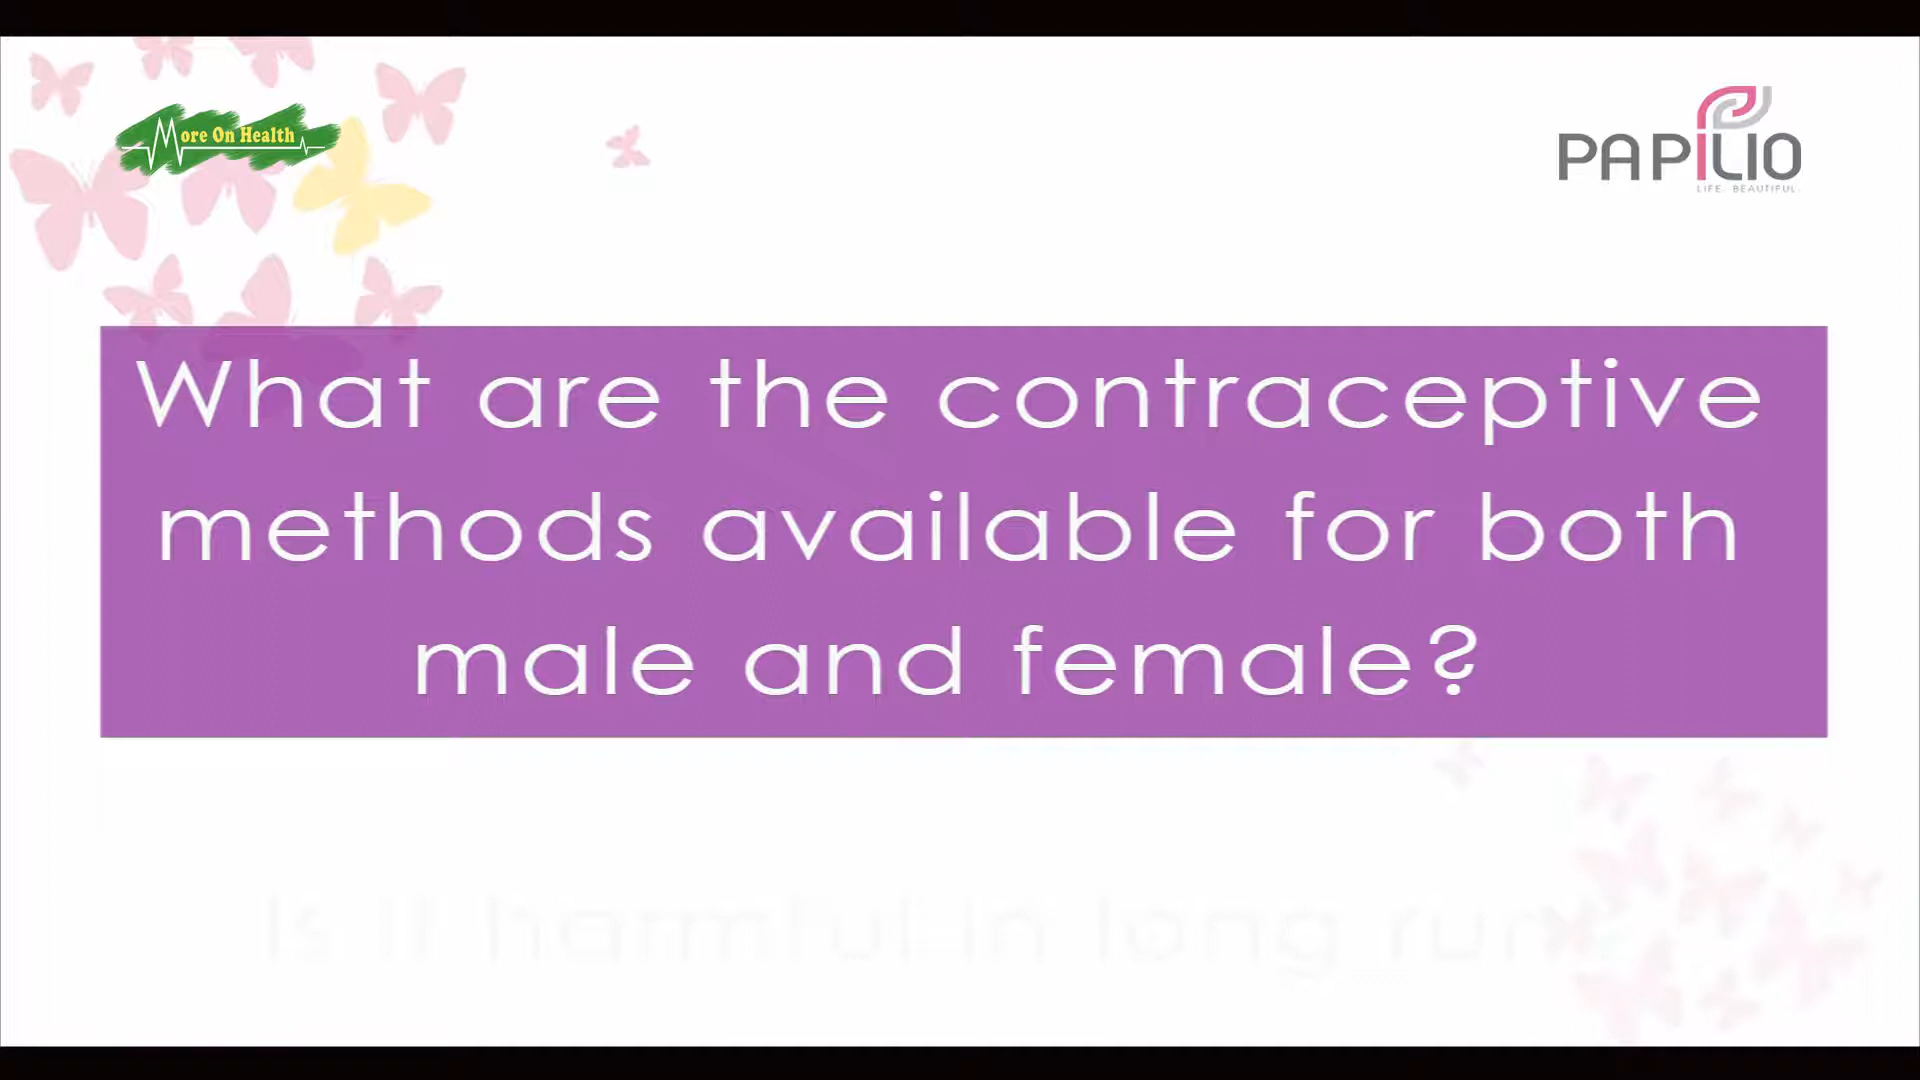 More On Health
PAPILIO
LIFE. BEAUTIFUL.
What are the contraceptive
methods available for both
male and female?
Is it harmful in long run?